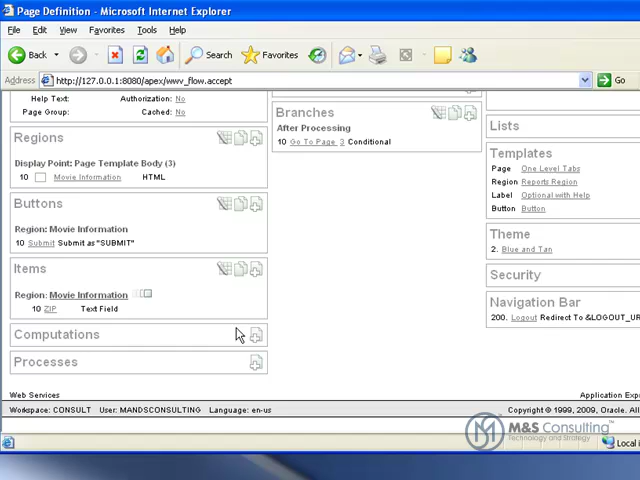 Page Definition - Microsoft Internet Explorer
File Edit View Favorites Tools Help
Back Search Favorites
Address http://127.0.0.1:8080/apex/wwv_flow.accept Go
Help Text: Authorization: No
Page Group: Cached: No
Regions
Display Point: Page Template Body (3)
10 Movie Information HTML
Buttons
Region: Movie Information
10 Submit Submit as "SUBMIT"
Items
Region: Movie Information
10 ZIP Text Field
Computations
Processes
Branches
After Processing
10 Go To Page 3 Conditional
Lists
Templates
Page One Level Tabs
Region Reports Region
Label Optional with Help
Button Button
Theme
2. Blue and Tan
Security
Navigation Bar
200. Logout Redirect To &LOGOUT_UR
Web Services Application Expr
Workspace: CONSULT User: MANDSCONSULTING Language: en-us Copyright © 1999, 2009, Oracle. Al
M&S Consulting
Technology and Strategy
Local i